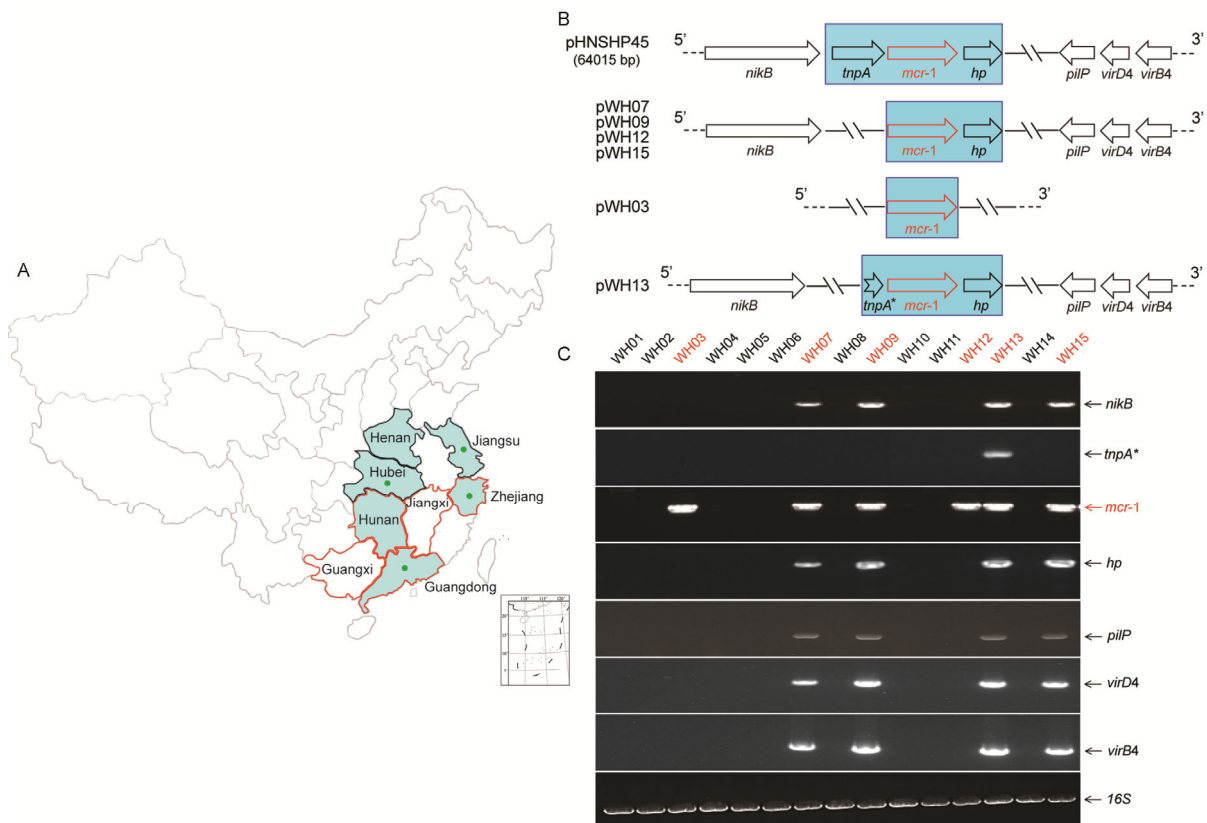 A
Henan
Jiangsu
Hubei
Zhejiang
Jiangxi
Hunan
Guangxi
Guangdong
B
pHNSHP45
(64015 bp)
5’ 3’
nikB tnpA mcr-1 hp pilP virD4 virB4
pWH07
pWH09
pWH12
pWH15
5’ 3’
nikB mcr-1 hp pilP virD4 virB4
pWH03
5’ 3’
mcr-1
pWH13
5’ 3’
nikB tnpA* mcr-1 hp pilP virD4 virB4
C
WH01 WH02 WH03 WH04 WH05 WH06 WH07 WH08 WH09 WH10 WH11 WH12 WH13 WH14 WH15
nikB
tnpA*
mcr-1
hp
pilP
virD4
virB4
16S